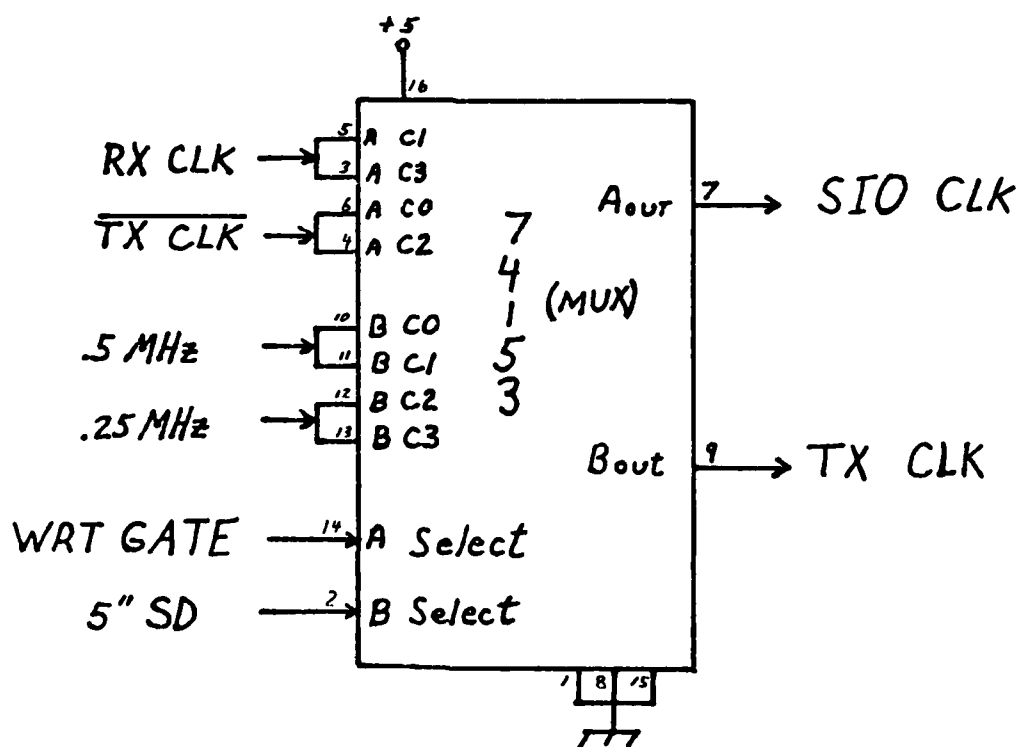 +5
16
RX CLK
5 A C1
3 A C3
T̅X̅ ̅C̅L̅K̅
6 A C0
4 A C2
.5 MHz
10 B C0
11 B C1
.25 MHz
12 B C2
13 B C3
WRT GATE 14 A Select
5" SD 2 B Select
7
4
1
5
3
(MUX)
A OUT 7 SIO CLK
B out 9 TX CLK
1 8 15